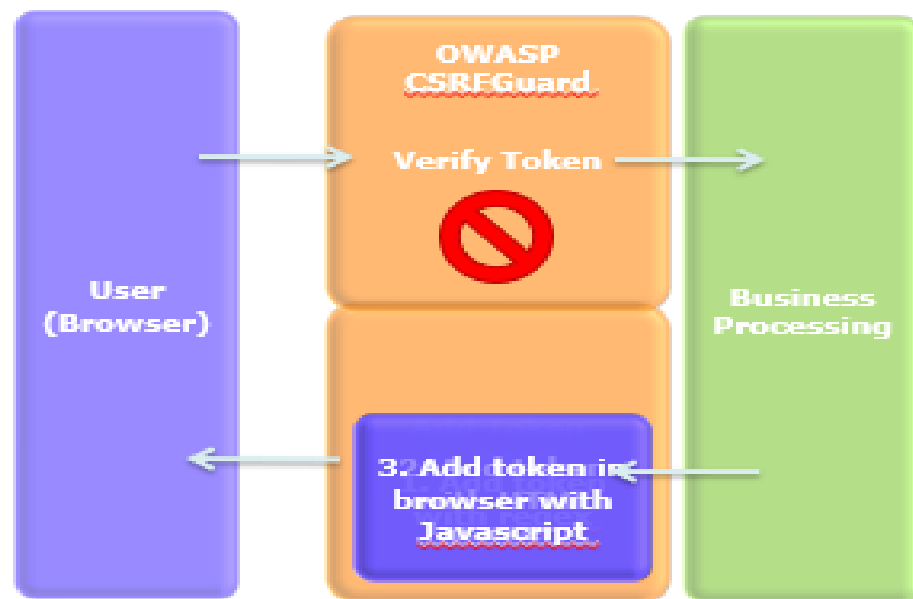 OWASP
CSRFGuard
Verify Token
User
(Browser)
Business
Processing
3. Add token in
browser with
Javascript